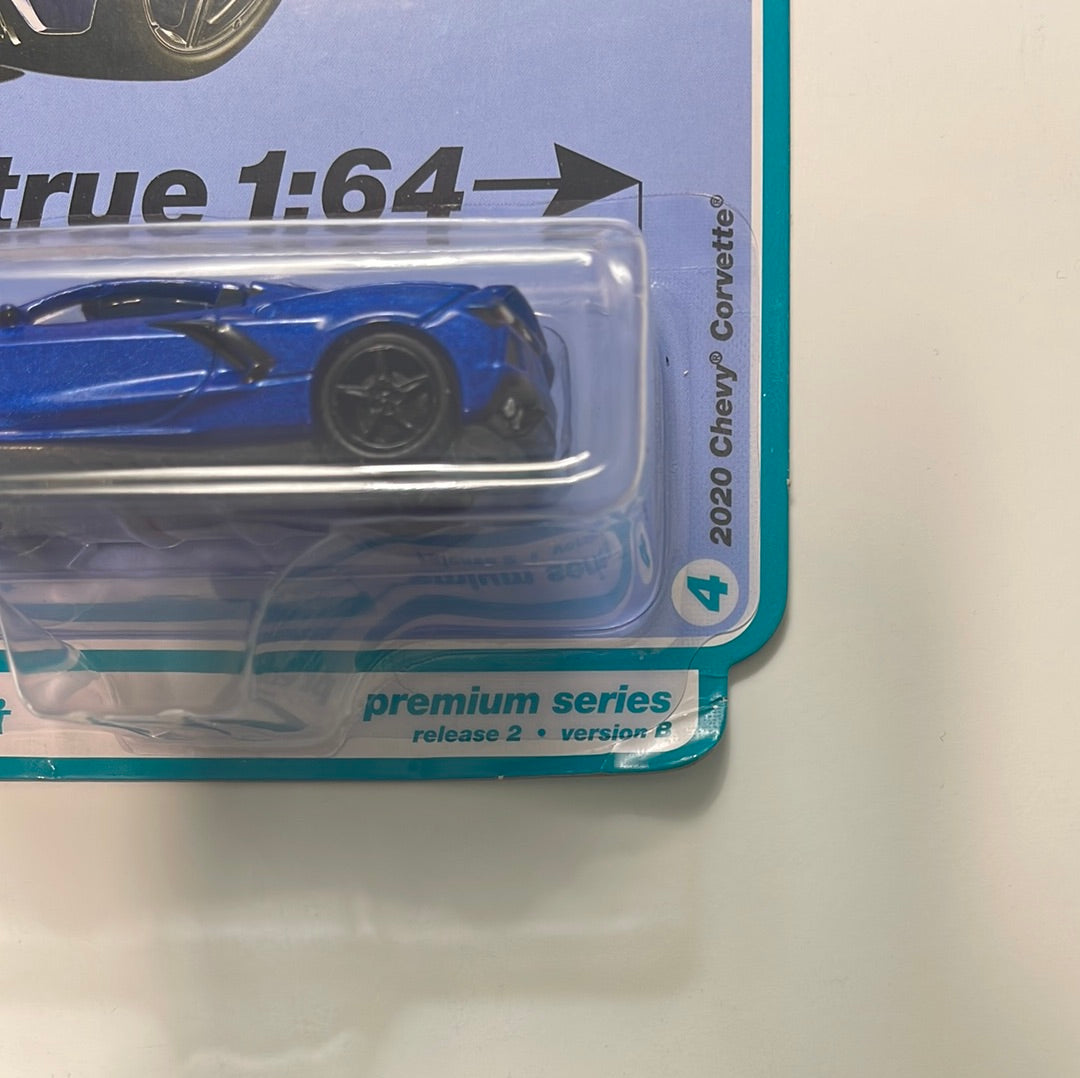 true 1:64
2020 Chevy® Corvette®
4
premium series
release 2 • version B